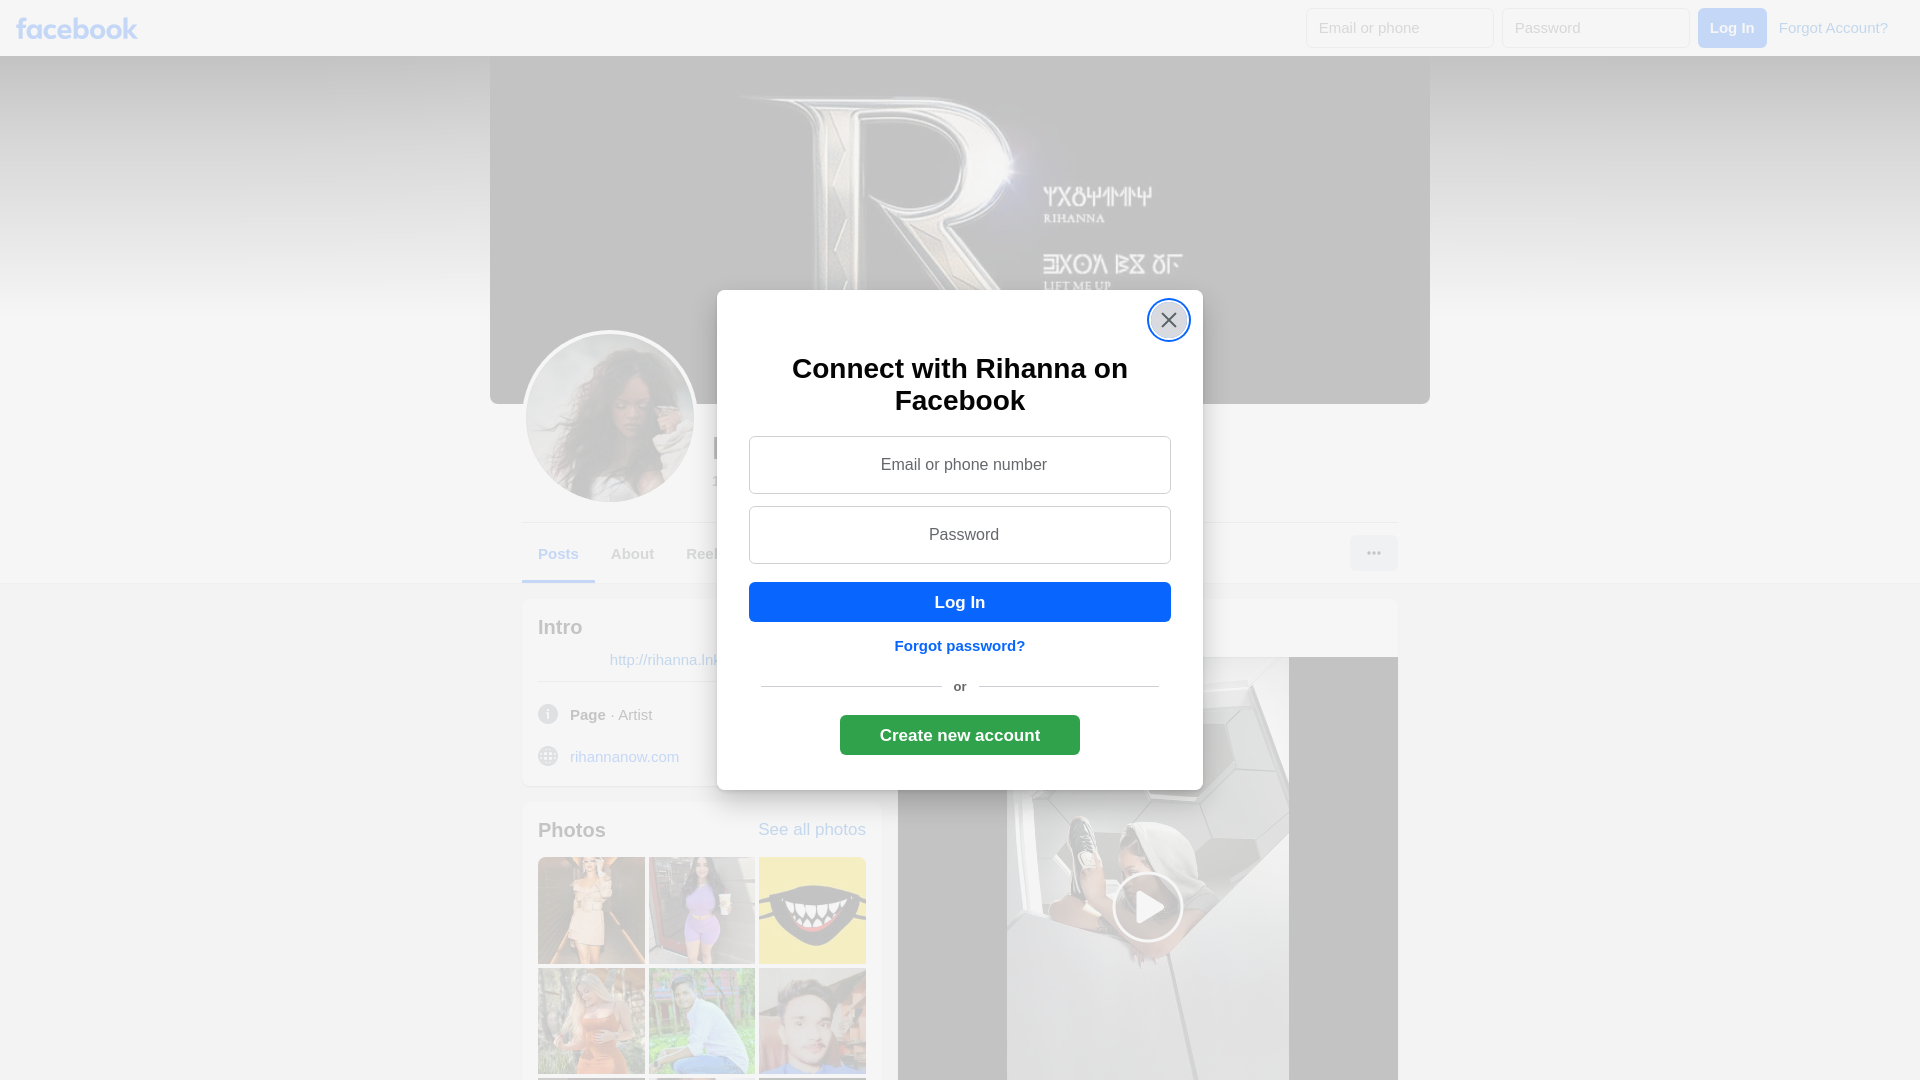 facebook
Email or phone
Password
Log In
Forgot Account?
RIHANNA
LIFT ME UP
Connect with Rihanna on
Facebook
Email or phone number
Password
Log In
Forgot password?
or
Create new account
Posts
About
Reel
Intro
http://rihanna.lnk
Page · Artist
rihannanow.com
Photos
See all photos